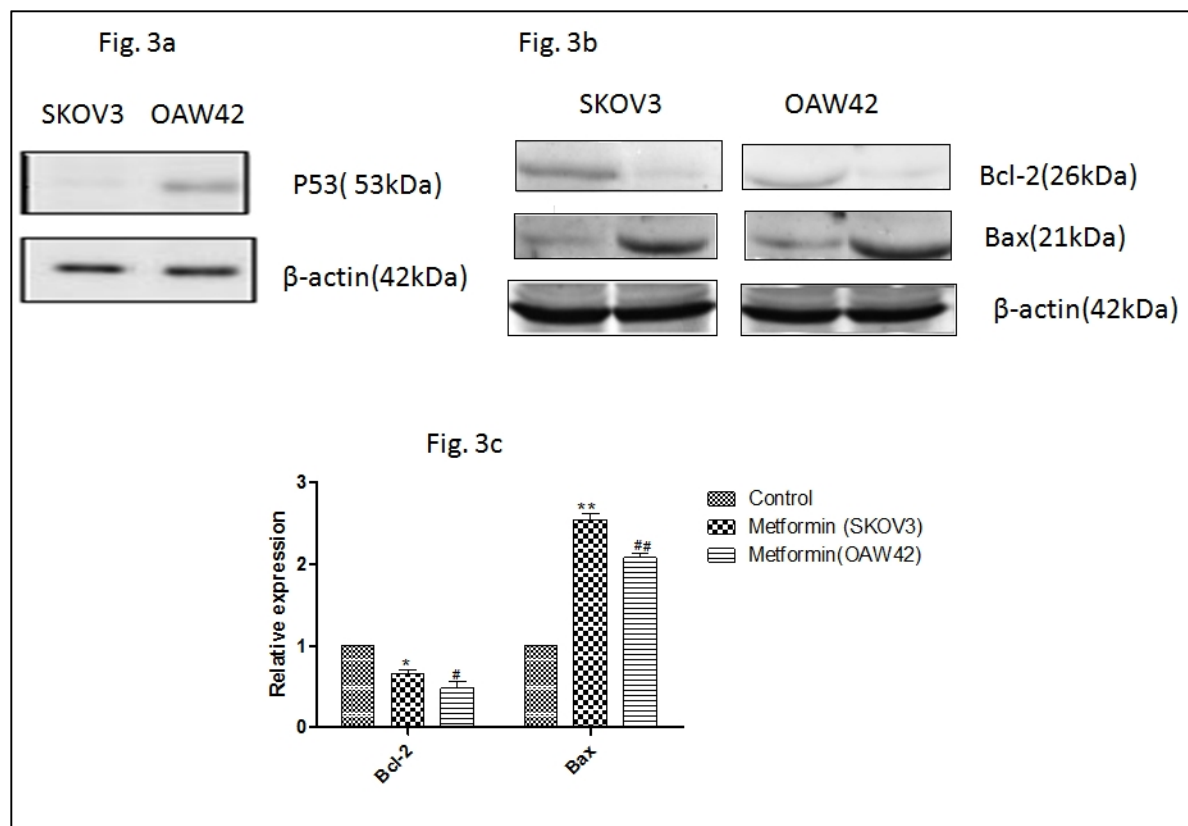 Fig. 3a
SKOV3 OAW42
P53( 53kDa)
β-actin(42kDa)
Fig. 3b
SKOV3 OAW42
Bcl-2(26kDa)
Bax(21kDa)
β-actin(42kDa)
Fig. 3c
Relative expression
3
2
1
0
*
#
**
##
Bcl-2
Bax
Control
Metformin (SKOV3)
Metformin(OAW42)